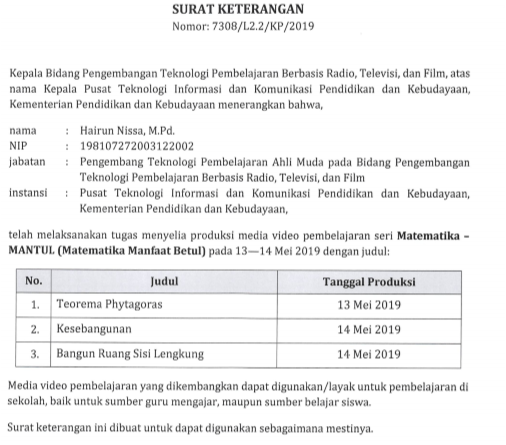 SURAT KETERANGAN
Nomor: 7308/L2.2/KP/2019
Kepala Bidang Pengembangan Teknologi Pembelajaran Berbasis Radio, Televisi, dan Film, atas
nama Kepala Pusat Teknologi Informasi dan Komunikasi Pendidikan dan Kebudayaan,
Kementerian Pendidikan dan Kebudayaan menerangkan bahwa,
nama : Hairun Nissa, M.Pd.
NIP : 198107272003122002
jabatan : Pengembang Teknologi Pembelajaran Ahli Muda pada Bidang Pengembangan
Teknologi Pembelajaran Berbasis Radio, Televisi, dan Film
instansi : Pusat Teknologi Informasi dan Komunikasi Pendidikan dan Kebudayaan,
Kementerian Pendidikan dan Kebudayaan,
telah melaksanakan tugas menyelia produksi media video pembelajaran seri Matematika –
MANTUL (Matematika Manfaat Betul) pada 13—14 Mei 2019 dengan judul:
No. Judul Tanggal Produksi
1. Teorema Phytagoras 13 Mei 2019
2. Kesebangunan 14 Mei 2019
3. Bangun Ruang Sisi Lengkung 14 Mei 2019
Media video pembelajaran yang dikembangkan dapat digunakan/layak untuk pembelajaran di
sekolah, baik untuk sumber guru mengajar, maupun sumber belajar siswa.
Surat keterangan ini dibuat untuk dapat digunakan sebagaimana mestinya.